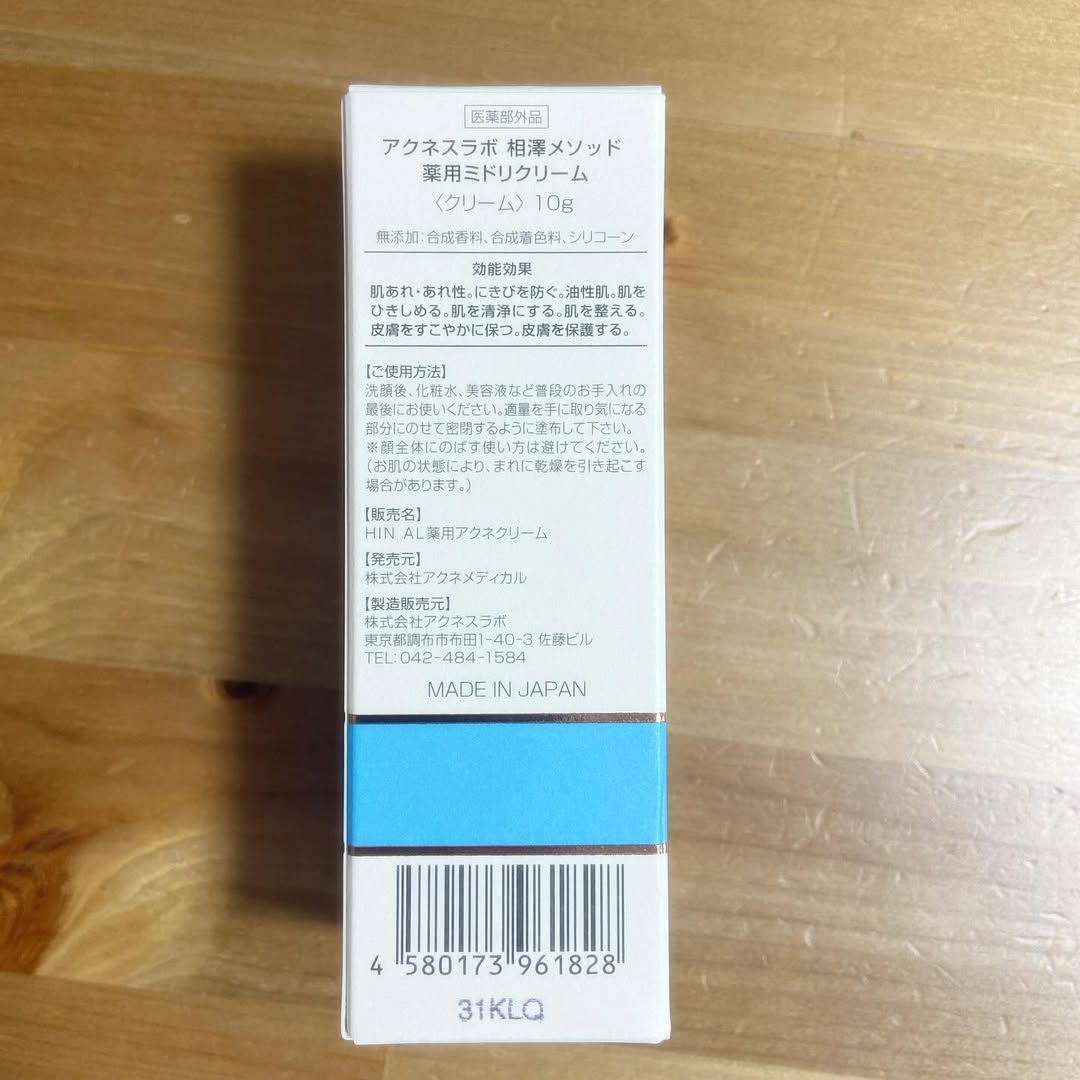 医薬部外品
アクネスラボ 相澤メソッド
薬用ミドリクリーム
〈クリーム〉10g
無添加:合成香料、合成着色料、シリコーン
効能効果
肌あれ・あれ性。にきびを防ぐ。油性肌。肌を
ひきしめる。肌を清浄にする。肌を整える。
皮膚をすこやかに保つ。皮膚を保護する。
【ご使用方法】
洗顔後、化粧水、美容液など普段のお手入れの
最後にお使いください。適量を手に取り気になる
部分にのせて密閉するように塗布して下さい。
※顔全体にのばす使い方は避けてください。
(お肌の状態により、まれに乾燥を引き起こす
場合があります。)
【販売名】
HIN AL薬用アクネクリーム
【発売元】
株式会社アクネメディカル
【製造販売元】
株式会社アクネスラボ
東京都調布市布田1-40-3 佐藤ビル
TEL:042-484-1584
MADE IN JAPAN
4 580173 961828
31KLQ